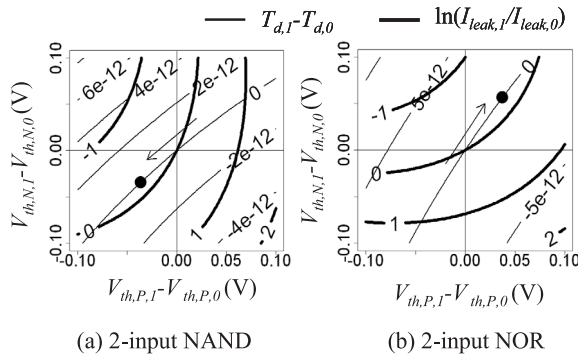 T_{d,1}-T_{d,0}   ln(I_{leak,1}/I_{leak,0})
V_{th,N,1}-V_{th,N,0} (V)
0.10
0.00
0.10
-0.10
0.00
0.05
0.10
6e-12
4e-12
2e-12
0
-2e-12
-4e-12
-2
-1
0
1
V_{th,P,1}-V_{th,P,0} (V)
(a) 2-input NAND
V_{th,N,1}-V_{th,N,0} (V)
0.10
0.00
0.10
-0.10
0.00
0.05
0.10
5e-12
0
-5e-12
-1
0
1
2
V_{th,P,1}-V_{th,P,0} (V)
(b) 2-input NOR